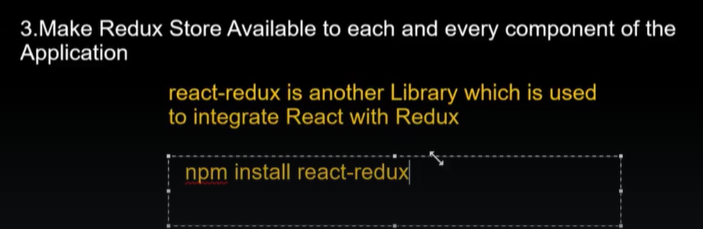 3.Make Redux Store Available to each and every component of the
Application
react-redux is another Library which is used
to integrate React with Redux
npm install react-redux